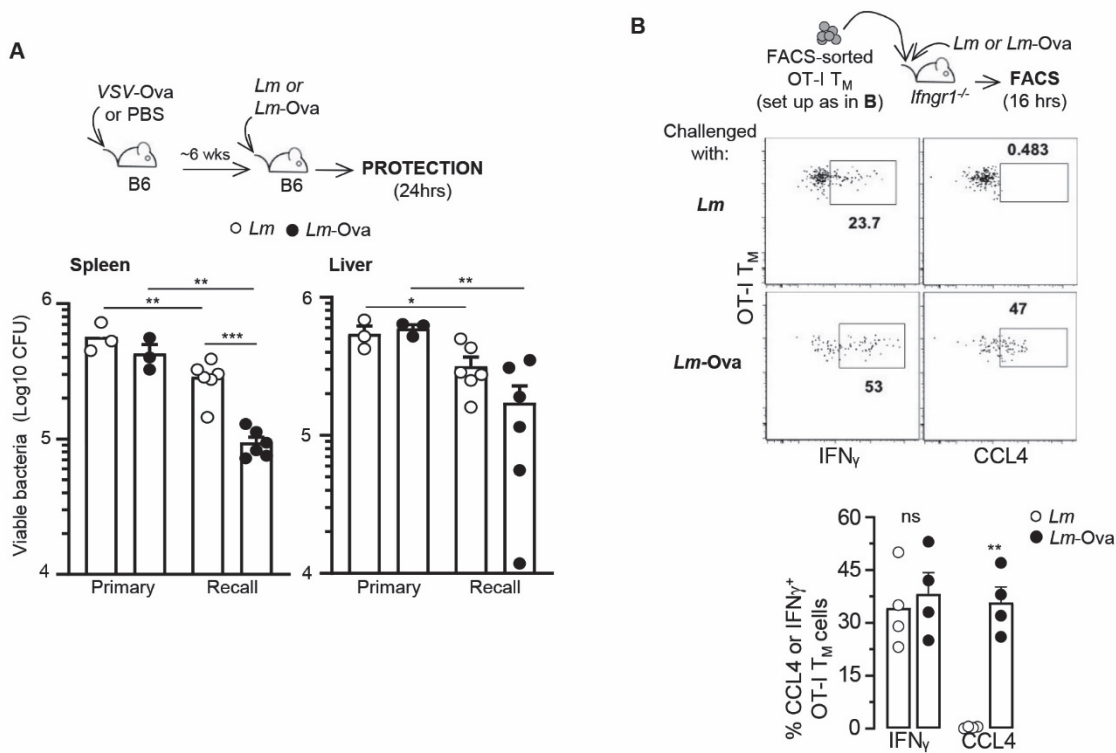 A
VSV-Ova
or PBS
Lm or
Lm-Ova
~6 wks
B6
B6
PROTECTION
(24hrs)
Lm
Lm-Ova
Spleen
Liver
Viable bacteria (Log10 CFU)
6
5
4
**
**
***
Primary
Recall
6
5
4
**
*
Primary
Recall
B
FACS-sorted
OT-I TM
(set up as in B)
Lm or Lm-Ova
Ifngr1-/-
FACS
(16 hrs)
Challenged
with:
Lm
Lm-Ova
OT-I TM
0.483
23.7
47
53
IFNγ
CCL4
% CCL4 or IFNγ+
OT-I TM cells
60
45
30
15
0
ns
**
Lm
Lm-Ova
IFNγ
CCL4